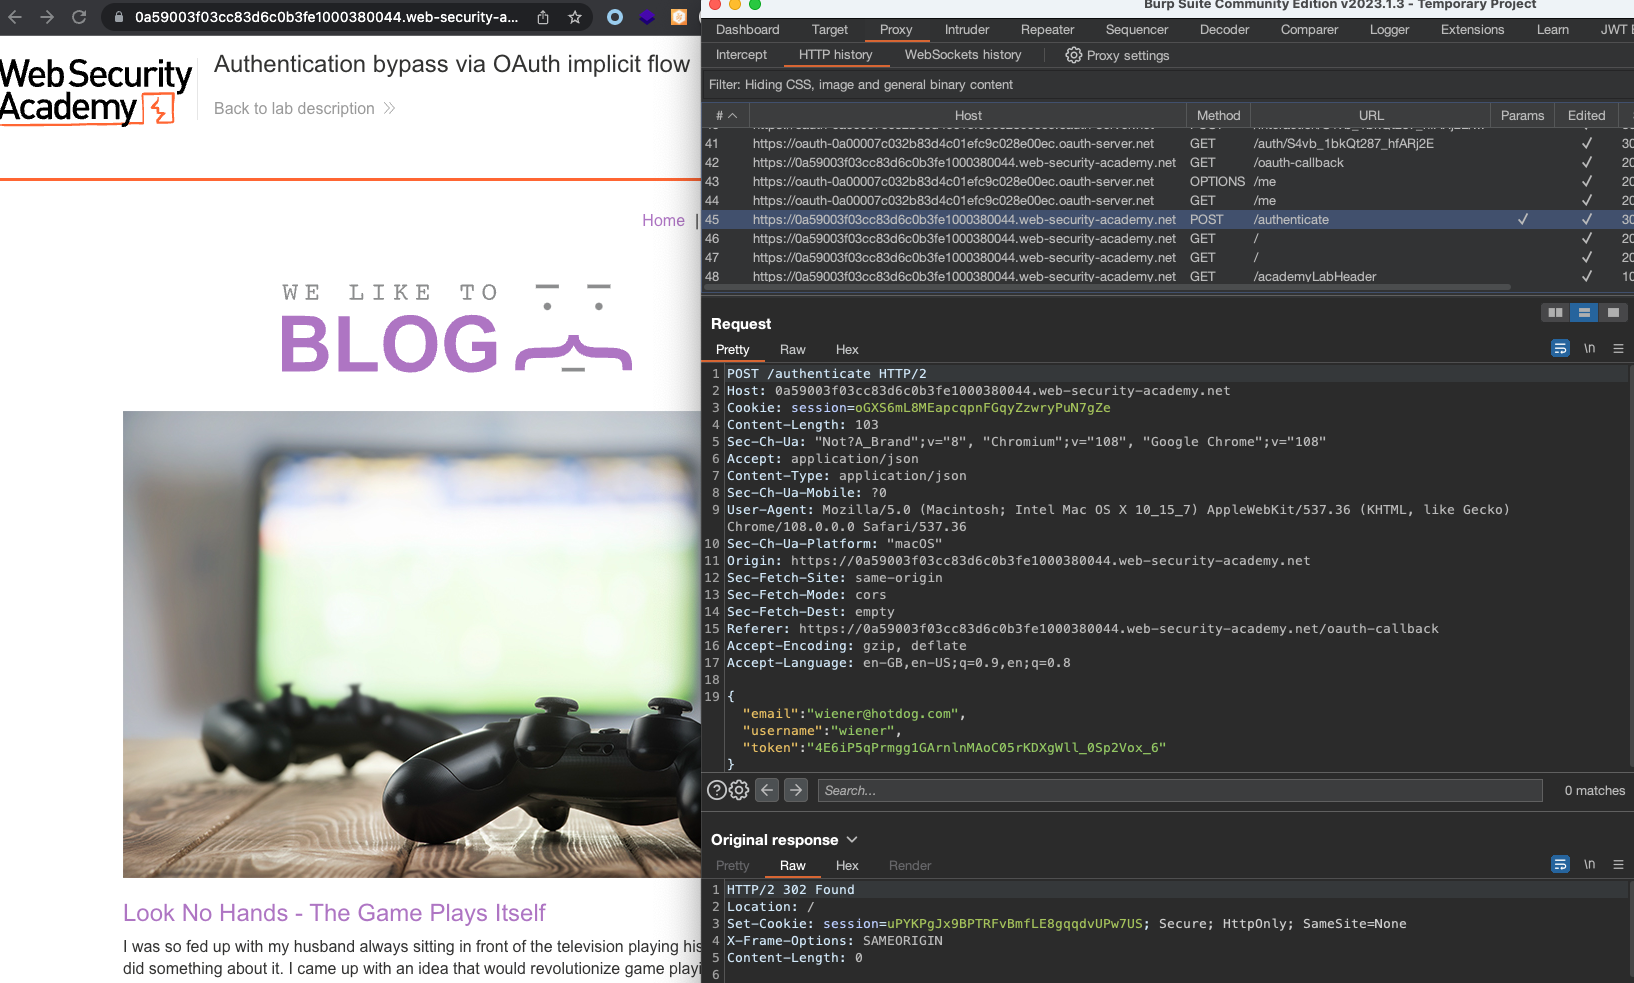 0a59003f03cc83d6c0b3fe1000380044.web-security-a...
Web Security
Academy
Authentication bypass via OAuth implicit flow
Back to lab description
Home |
WE LIKE TO
BLOG
Look No Hands - The Game Plays Itself
I was so fed up with my husband always sitting in front of the television playing his
did something about it. I came up with an idea that would revolutionize game playi
Burp Suite Community Edition v2023.1.3 - Temporary Project
Dashboard Target Proxy Intruder Repeater Sequencer Decoder Comparer Logger Extensions Learn JWT E
Intercept HTTP history WebSockets history Proxy settings
Filter: Hiding CSS, image and general binary content
# Host Method URL Params Edited
41 https://oauth-0a00007c032b83d4c01efc9c028e00ec.oauth-server.net GET /auth/S4vb_1bkQt287_hfARj2E ✓ 30
42 https://0a59003f03cc83d6c0b3fe1000380044.web-security-academy.net GET /oauth-callback ✓ 20
43 https://oauth-0a00007c032b83d4c01efc9c028e00ec.oauth-server.net OPTIONS /me ✓ 20
44 https://oauth-0a00007c032b83d4c01efc9c028e00ec.oauth-server.net GET /me ✓ 20
45 https://0a59003f03cc83d6c0b3fe1000380044.web-security-academy.net POST /authenticate ✓ ✓ 30
46 https://0a59003f03cc83d6c0b3fe1000380044.web-security-academy.net GET / ✓ 20
47 https://0a59003f03cc83d6c0b3fe1000380044.web-security-academy.net GET / ✓ 20
48 https://0a59003f03cc83d6c0b3fe1000380044.web-security-academy.net GET /academyLabHeader ✓ 10
Request
Pretty Raw Hex \n
1 POST /authenticate HTTP/2
2 Host: 0a59003f03cc83d6c0b3fe1000380044.web-security-academy.net
3 Cookie: session=oGXS6mL8MEapcqpnFGqyZzwryPuN7gZe
4 Content-Length: 103
5 Sec-Ch-Ua: "Not?A_Brand";v="8", "Chromium";v="108", "Google Chrome";v="108"
6 Accept: application/json
7 Content-Type: application/json
8 Sec-Ch-Ua-Mobile: ?0
9 User-Agent: Mozilla/5.0 (Macintosh; Intel Mac OS X 10_15_7) AppleWebKit/537.36 (KHTML, like Gecko)
Chrome/108.0.0.0 Safari/537.36
10 Sec-Ch-Ua-Platform: "macOS"
11 Origin: https://0a59003f03cc83d6c0b3fe1000380044.web-security-academy.net
12 Sec-Fetch-Site: same-origin
13 Sec-Fetch-Mode: cors
14 Sec-Fetch-Dest: empty
15 Referer: https://0a59003f03cc83d6c0b3fe1000380044.web-security-academy.net/oauth-callback
16 Accept-Encoding: gzip, deflate
17 Accept-Language: en-GB,en-US;q=0.9,en;q=0.8
18
19 {
"email":"wiener@hotdog.com",
"username":"wiener",
"token":"4E6iP5qPrmgg1GArnlnMAoC05rKDXgWll_0Sp2Vox_6"
}
Search... 0 matches
Original response
Pretty Raw Hex Render \n
1 HTTP/2 302 Found
2 Location: /
3 Set-Cookie: session=uPYKPgJx9BPTRFvBmfLE8gqqdvUPw7US; Secure; HttpOnly; SameSite=None
4 X-Frame-Options: SAMEORIGIN
5 Content-Length: 0
6